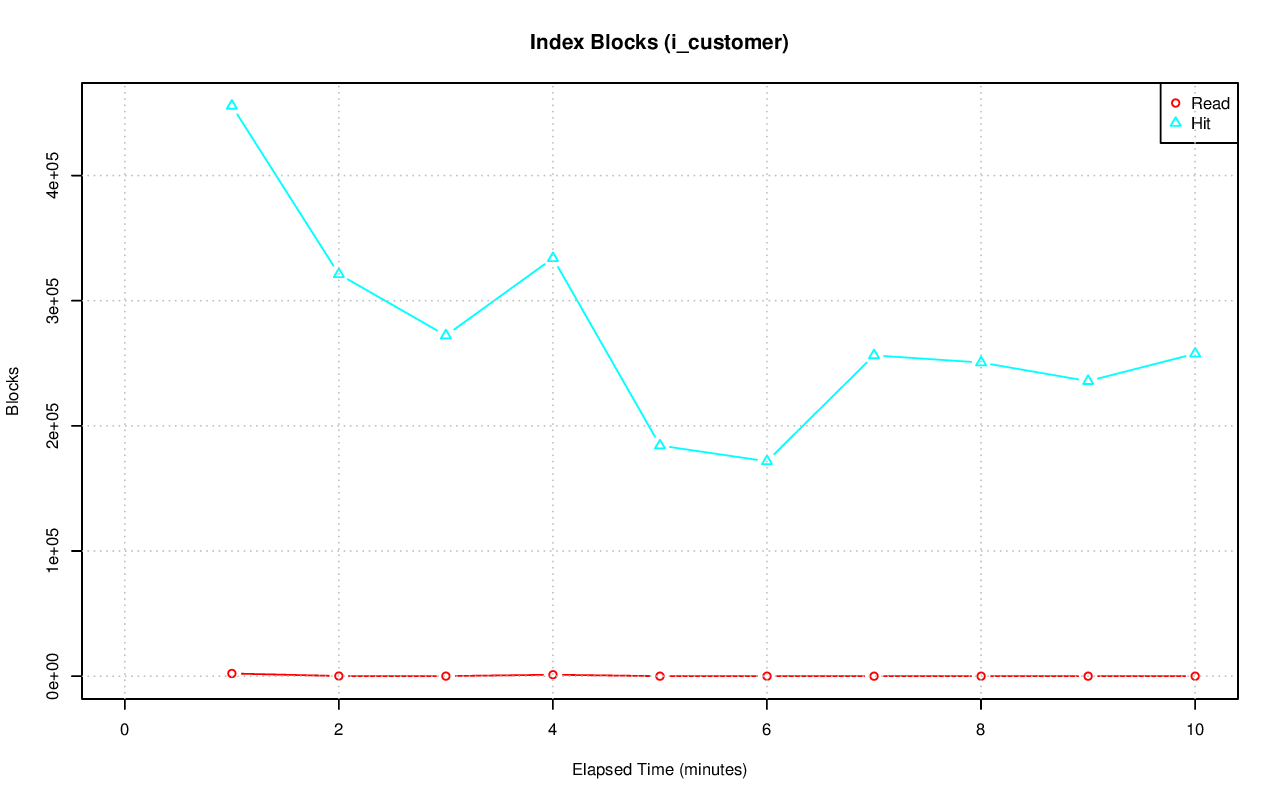 Index Blocks (i_customer)
Read
Hit
Blocks
4e+05
3e+05
2e+05
1e+05
0e+00
0 2 4 6 8 10
Elapsed Time (minutes)